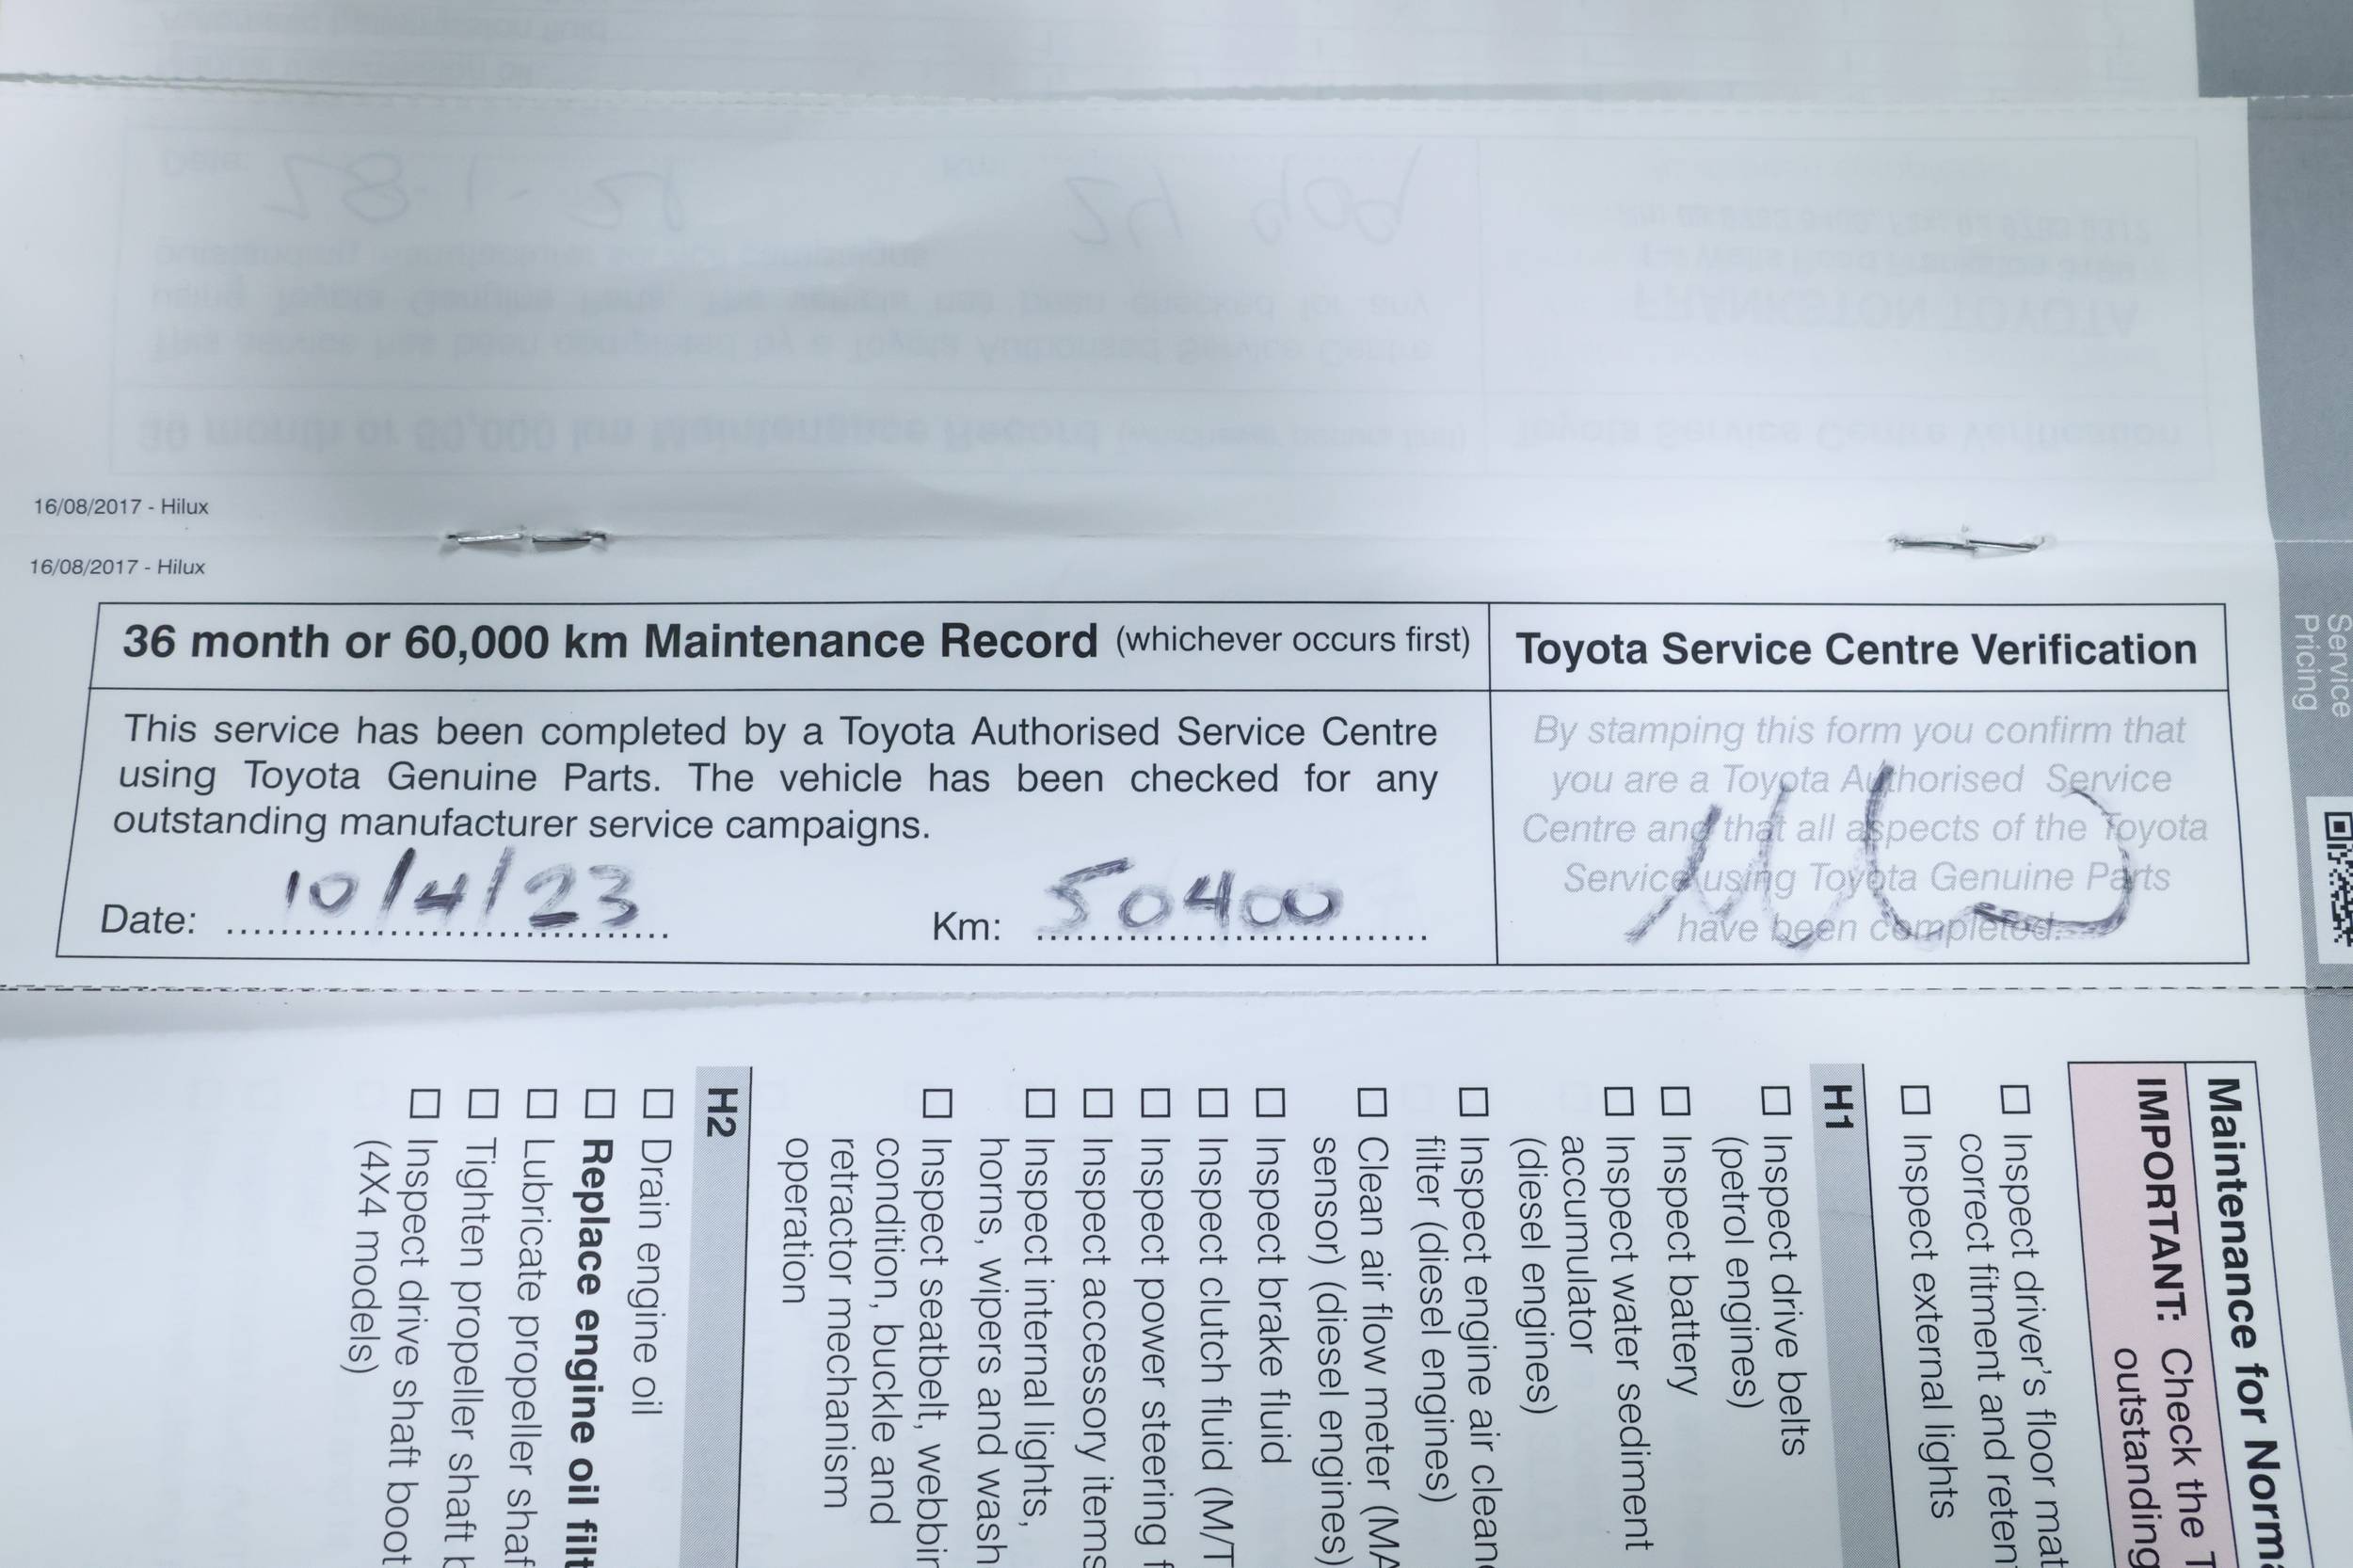 16/08/2017 - Hilux
16/08/2017 - Hilux
36 month or 60,000 km Maintenance Record (whichever occurs first)
This service has been completed by a Toyota Authorised Service Centre
using Toyota Genuine Parts. The vehicle has been checked for any
outstanding manufacturer service campaigns.
Date: 10/4/23 Km: 50400
Toyota Service Centre Verification
By stamping this form you confirm that
you are a Toyota Authorised Service
Centre and that all aspects of the Toyota
Service using Toyota Genuine Parts
have been completed.
Service
Pricing
Maintenance for Norm
IMPORTANT: Check the T
outstanding
Inspect driver's floor mat
correct fitment and reten
Inspect external lights
H1
Inspect drive belts
(petrol engines)
Inspect battery
Inspect water sediment
accumulator
(diesel engines)
Inspect engine air clean
filter (diesel engines)
Clean air flow meter (MA
sensor) (diesel engines)
Inspect brake fluid
Inspect clutch fluid (M/T
Inspect power steering f
Inspect accessory items
Inspect internal lights,
horns, wipers and wash
Inspect seatbelt, webbin
condition, buckle and
retractor mechanism
operation
H2
Drain engine oil
Replace engine oil filt
Lubricate propeller shaf
Tighten propeller shaft b
Inspect drive shaft boot
(4X4 models)